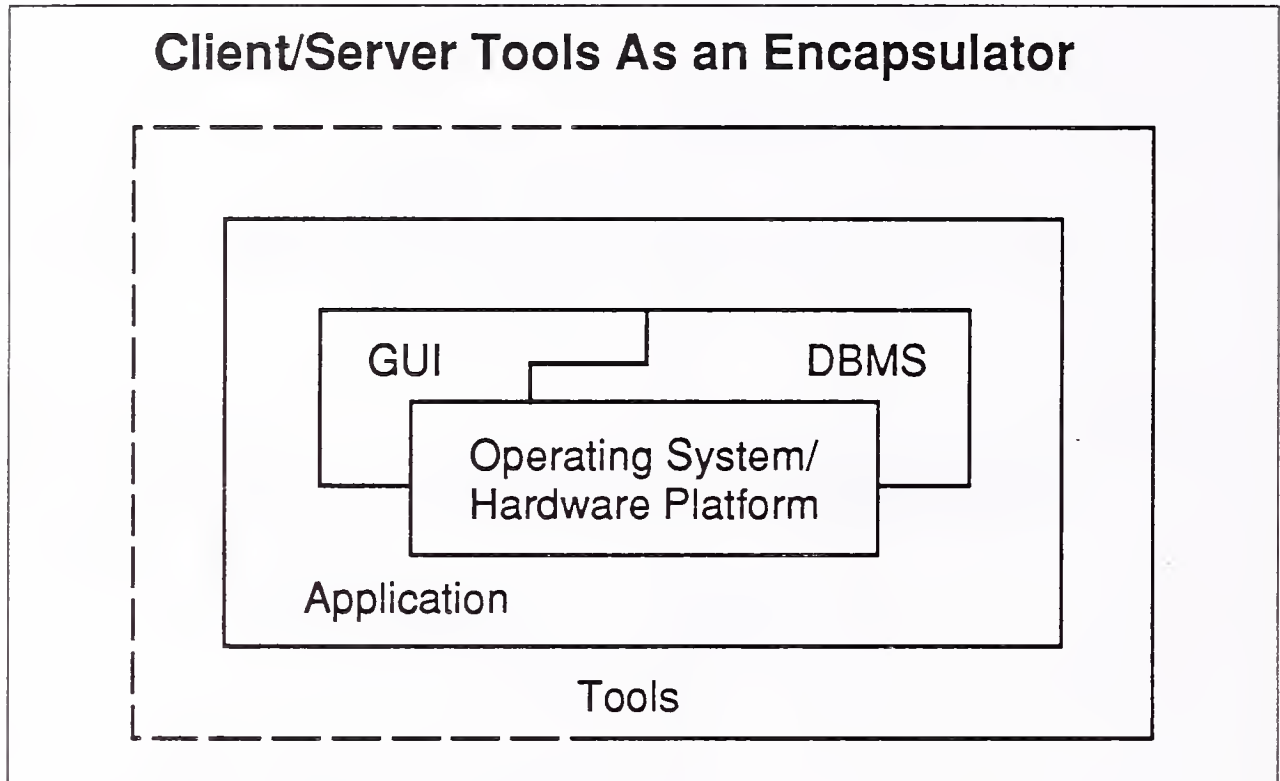 Client/Server Tools As an Encapsulator
GUI
DBMS
Operating System/
Hardware Platform
Application
Tools